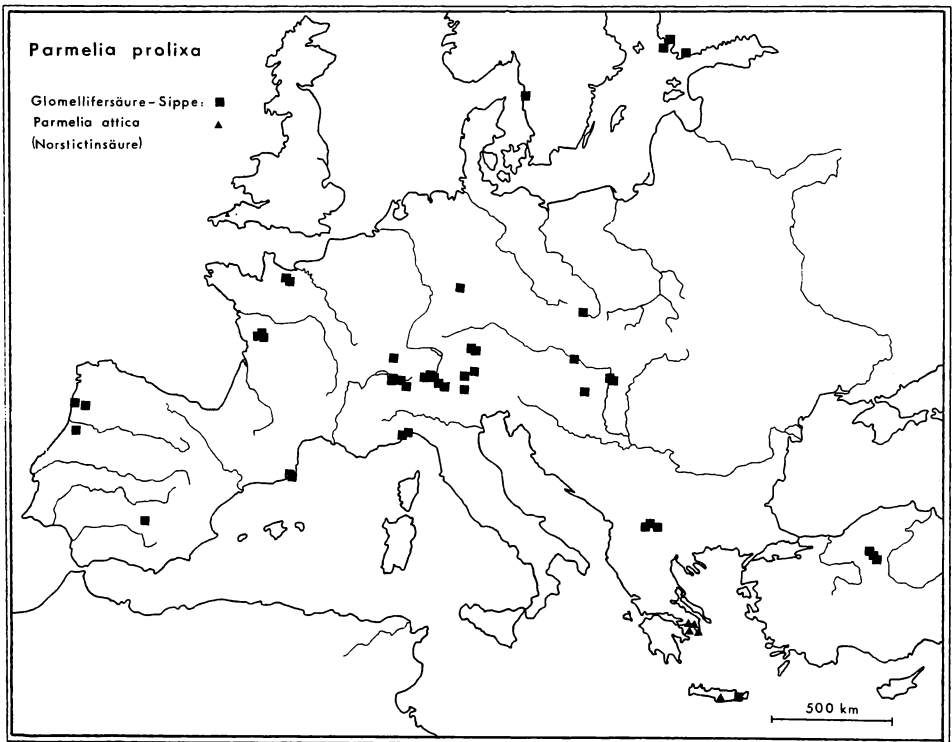 Parmelia prolixa
Glomellifersäure-Sippe:
Parmelia attica
(Norstictinsäure)
500 km